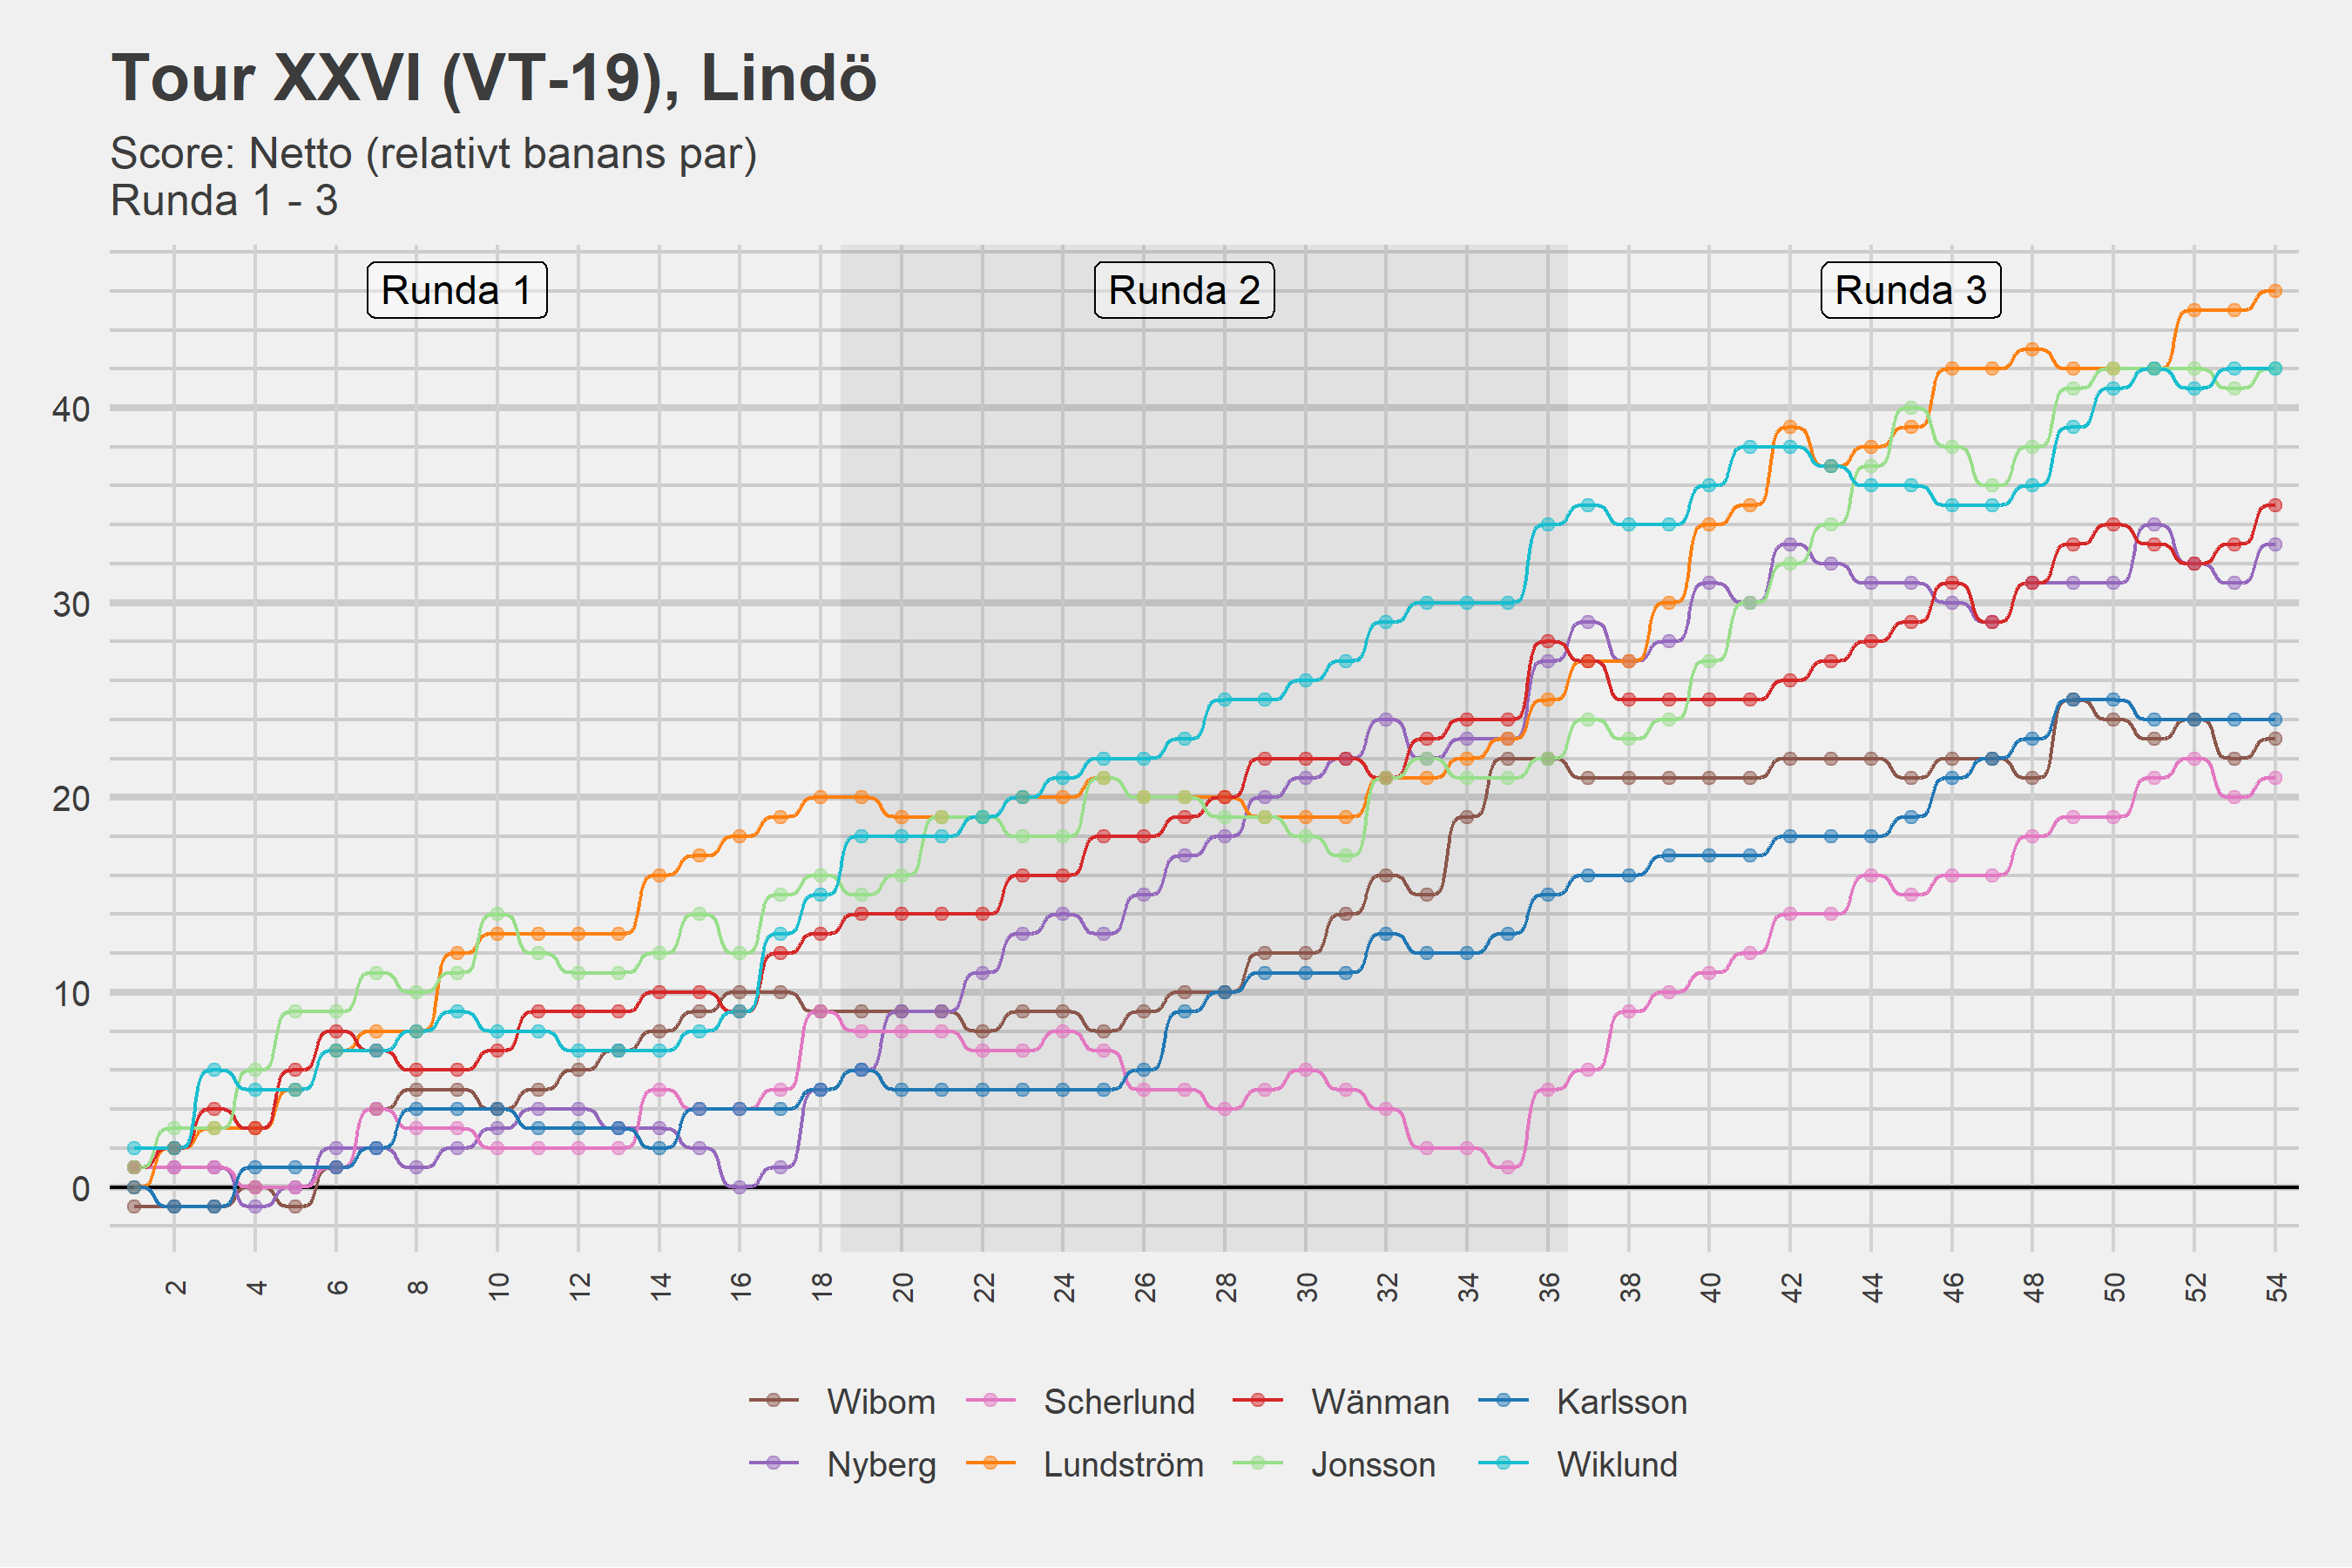 Tour XXVI (VT-19), Lindö
Score: Netto (relativt banans par)
Runda 1 - 3
Runda 1 Runda 2 Runda 3
40
30
20
10
0
2 4 6 8 10 12 14 16 18 20 22 24 26 28 30 32 34 36 38 40 42 44 46 48 50 52 54
Wibom Scherlund Wänman Karlsson
Nyberg Lundström Jonsson Wiklund